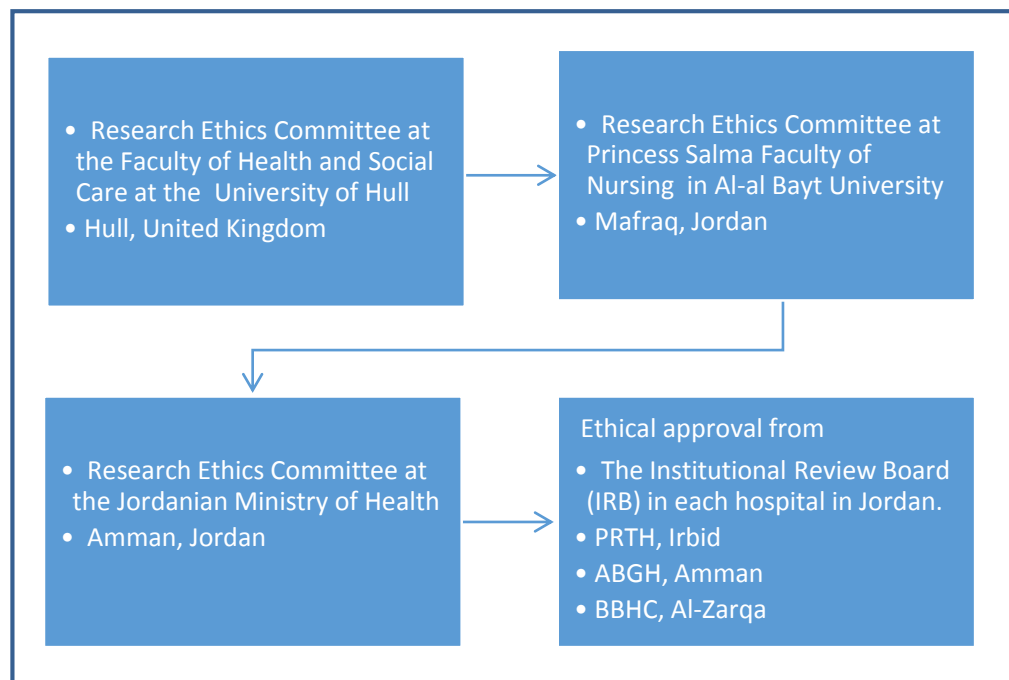 • Research Ethics Committee at
the Faculty of Health and Social
Care at the University of Hull
• Hull, United Kingdom
• Research Ethics Committee at
Princess Salma Faculty of
Nursing in Al-al Bayt University
• Mafraq, Jordan
• Research Ethics Committee at
the Jordanian Ministry of Health
• Amman, Jordan
Ethical approval from
• The Institutional Review Board
(IRB) in each hospital in Jordan.
• PRTH, Irbid
• ABGH, Amman
• BBHC, Al-Zarqa